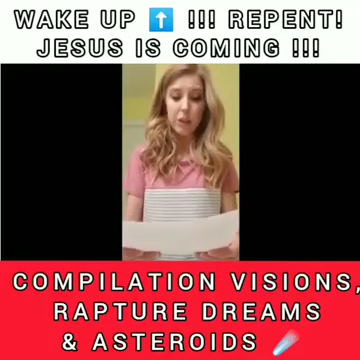 WAKE UP ⬆️ !!! REPENT!
JESUS IS COMING !!!
COMPILATION VISIONS,
RAPTURE DREAMS
& ASTEROIDS ☄️